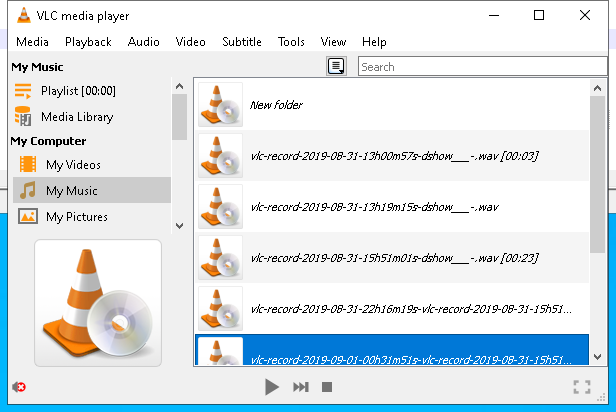 VLC media player
Media Playback Audio Video Subtitle Tools View Help
My Music
Search
Playlist [00:00]
Media Library
My Computer
My Videos
My Music
My Pictures
New folder
vlc-record-2019-08-31-13h00m57s-dshow___-.wav [00:03]
vlc-record-2019-08-31-13h19m15s-dshow___-.wav
vlc-record-2019-08-31-15h51m01s-dshow___-.wav [00:23]
vlc-record-2019-08-31-22h16m19s-vlc-record-2019-08-31-15h51...
vlc-record-2019-09-01-00h31m51s-vlc-record-2019-08-31-15h51...